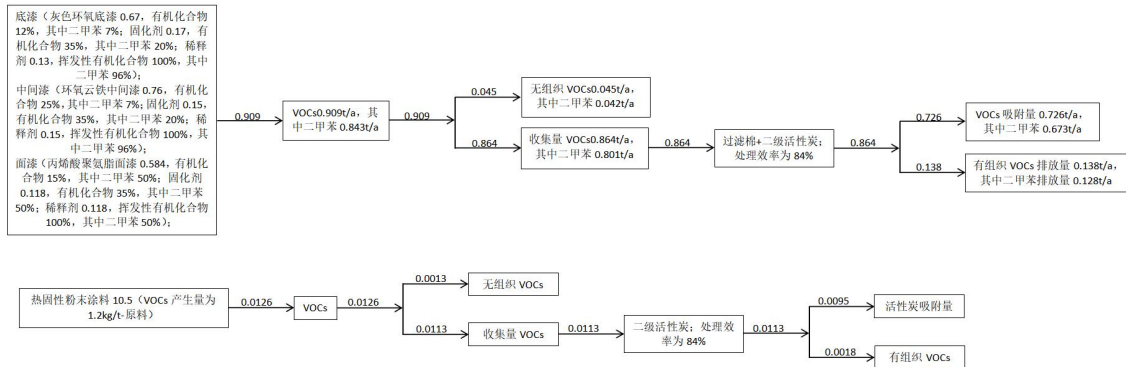 底漆（灰色环氧底漆 0.67，有机化合物
12%，其中二甲苯 7%；固化剂 0.17，有
机化合物 35%，其中二甲苯 20%；稀释
剂 0.13，挥发性有机化合物 100%，其中
二甲苯 96%）；
中间漆（环氧云铁中间漆 0.76，有机化
合物 25%，其中二甲苯 7%；固化剂 0.15，
有机化合物 35%，其中二甲苯 20%；稀
释剂 0.15，挥发性有机化合物 100%，其
中二甲苯 96%）；
面漆（丙烯酸聚氨脂面漆 0.584，有机化
合物 15%，其中二甲苯 50%；固化剂
0.118，有机化合物 35%，其中二甲苯
50%；稀释剂 0.118，挥发性有机化合物
100%，其中二甲苯 50%）；
0.909
VOCs0.909t/a，其
中二甲苯 0.843t/a
0.909
0.045
无组织 VOCs0.045t/a，
其中二甲苯 0.042t/a
0.864
收集量 VOCs0.864t/a，
其中二甲苯 0.801t/a
0.864
过滤棉+二级活性炭；
处理效率为 84%
0.864
0.726
VOCs 吸附量 0.726t/a，
其中二甲苯 0.673t/a
0.138
有组织 VOCs 排放量 0.138t/a，
其中二甲苯排放量 0.128t/a
热固性粉末涂料 10.5（VOCs 产生量为
1.2kg/t-原料）
0.0126
VOCs
0.0126
0.0013
无组织 VOCs
0.0113
收集量 VOCs
0.0113
二级活性炭；处理效
率为 84%
0.0113
0.0095
活性炭吸附量
0.0018
有组织 VOCs